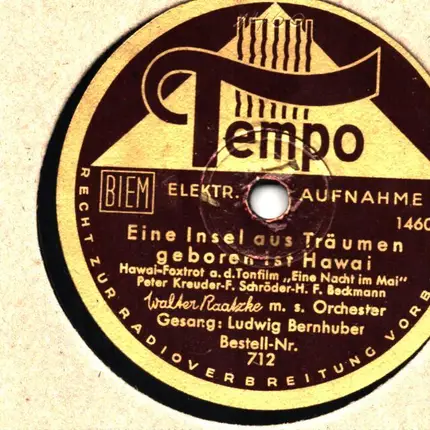 Tempo
BIEM ELEKTR. AUFNAHME
1460
Eine Insel aus Träumen
geboren ist Hawai
Hawai-Foxtrot a. d. Tonfilm „Eine Nacht im Mai"
Peter Kreuder-F. Schröder-H. F. Beckmann
Walter Raatzke m. s. Orchester
Gesang: Ludwig Bernhuber
Bestell-Nr.
712
RECHT ZUR RADIOVERBREITUNG VORB